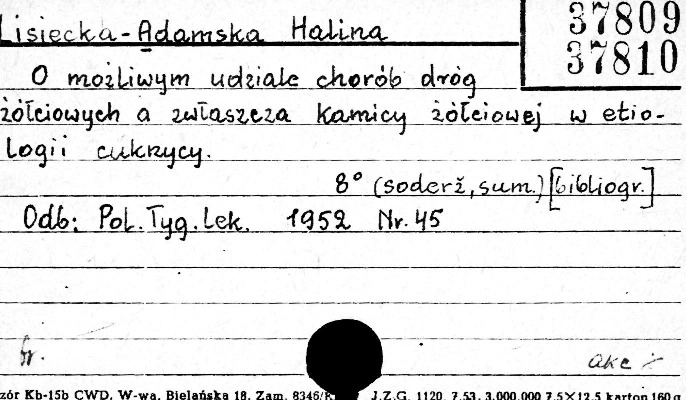 Lisiecka-Adamska Halina
37809
37810
O możliwym udziale chorób dróg
żółciowych a zwłaszcza kamicy żółciowej w etio-
logii cukrzycy.
8° (soderž, sum.) [bibliogr.]
Odb: Pol. Tyg. Lek. 1952 Nr. 45
fr.
akc
zór Kb-15b CWD, W-wa, Bielańska 18. Zam. 8346/ J.Z.G. 1120. 7.53. 3.000.000 7,5×12,5 karton 160 g